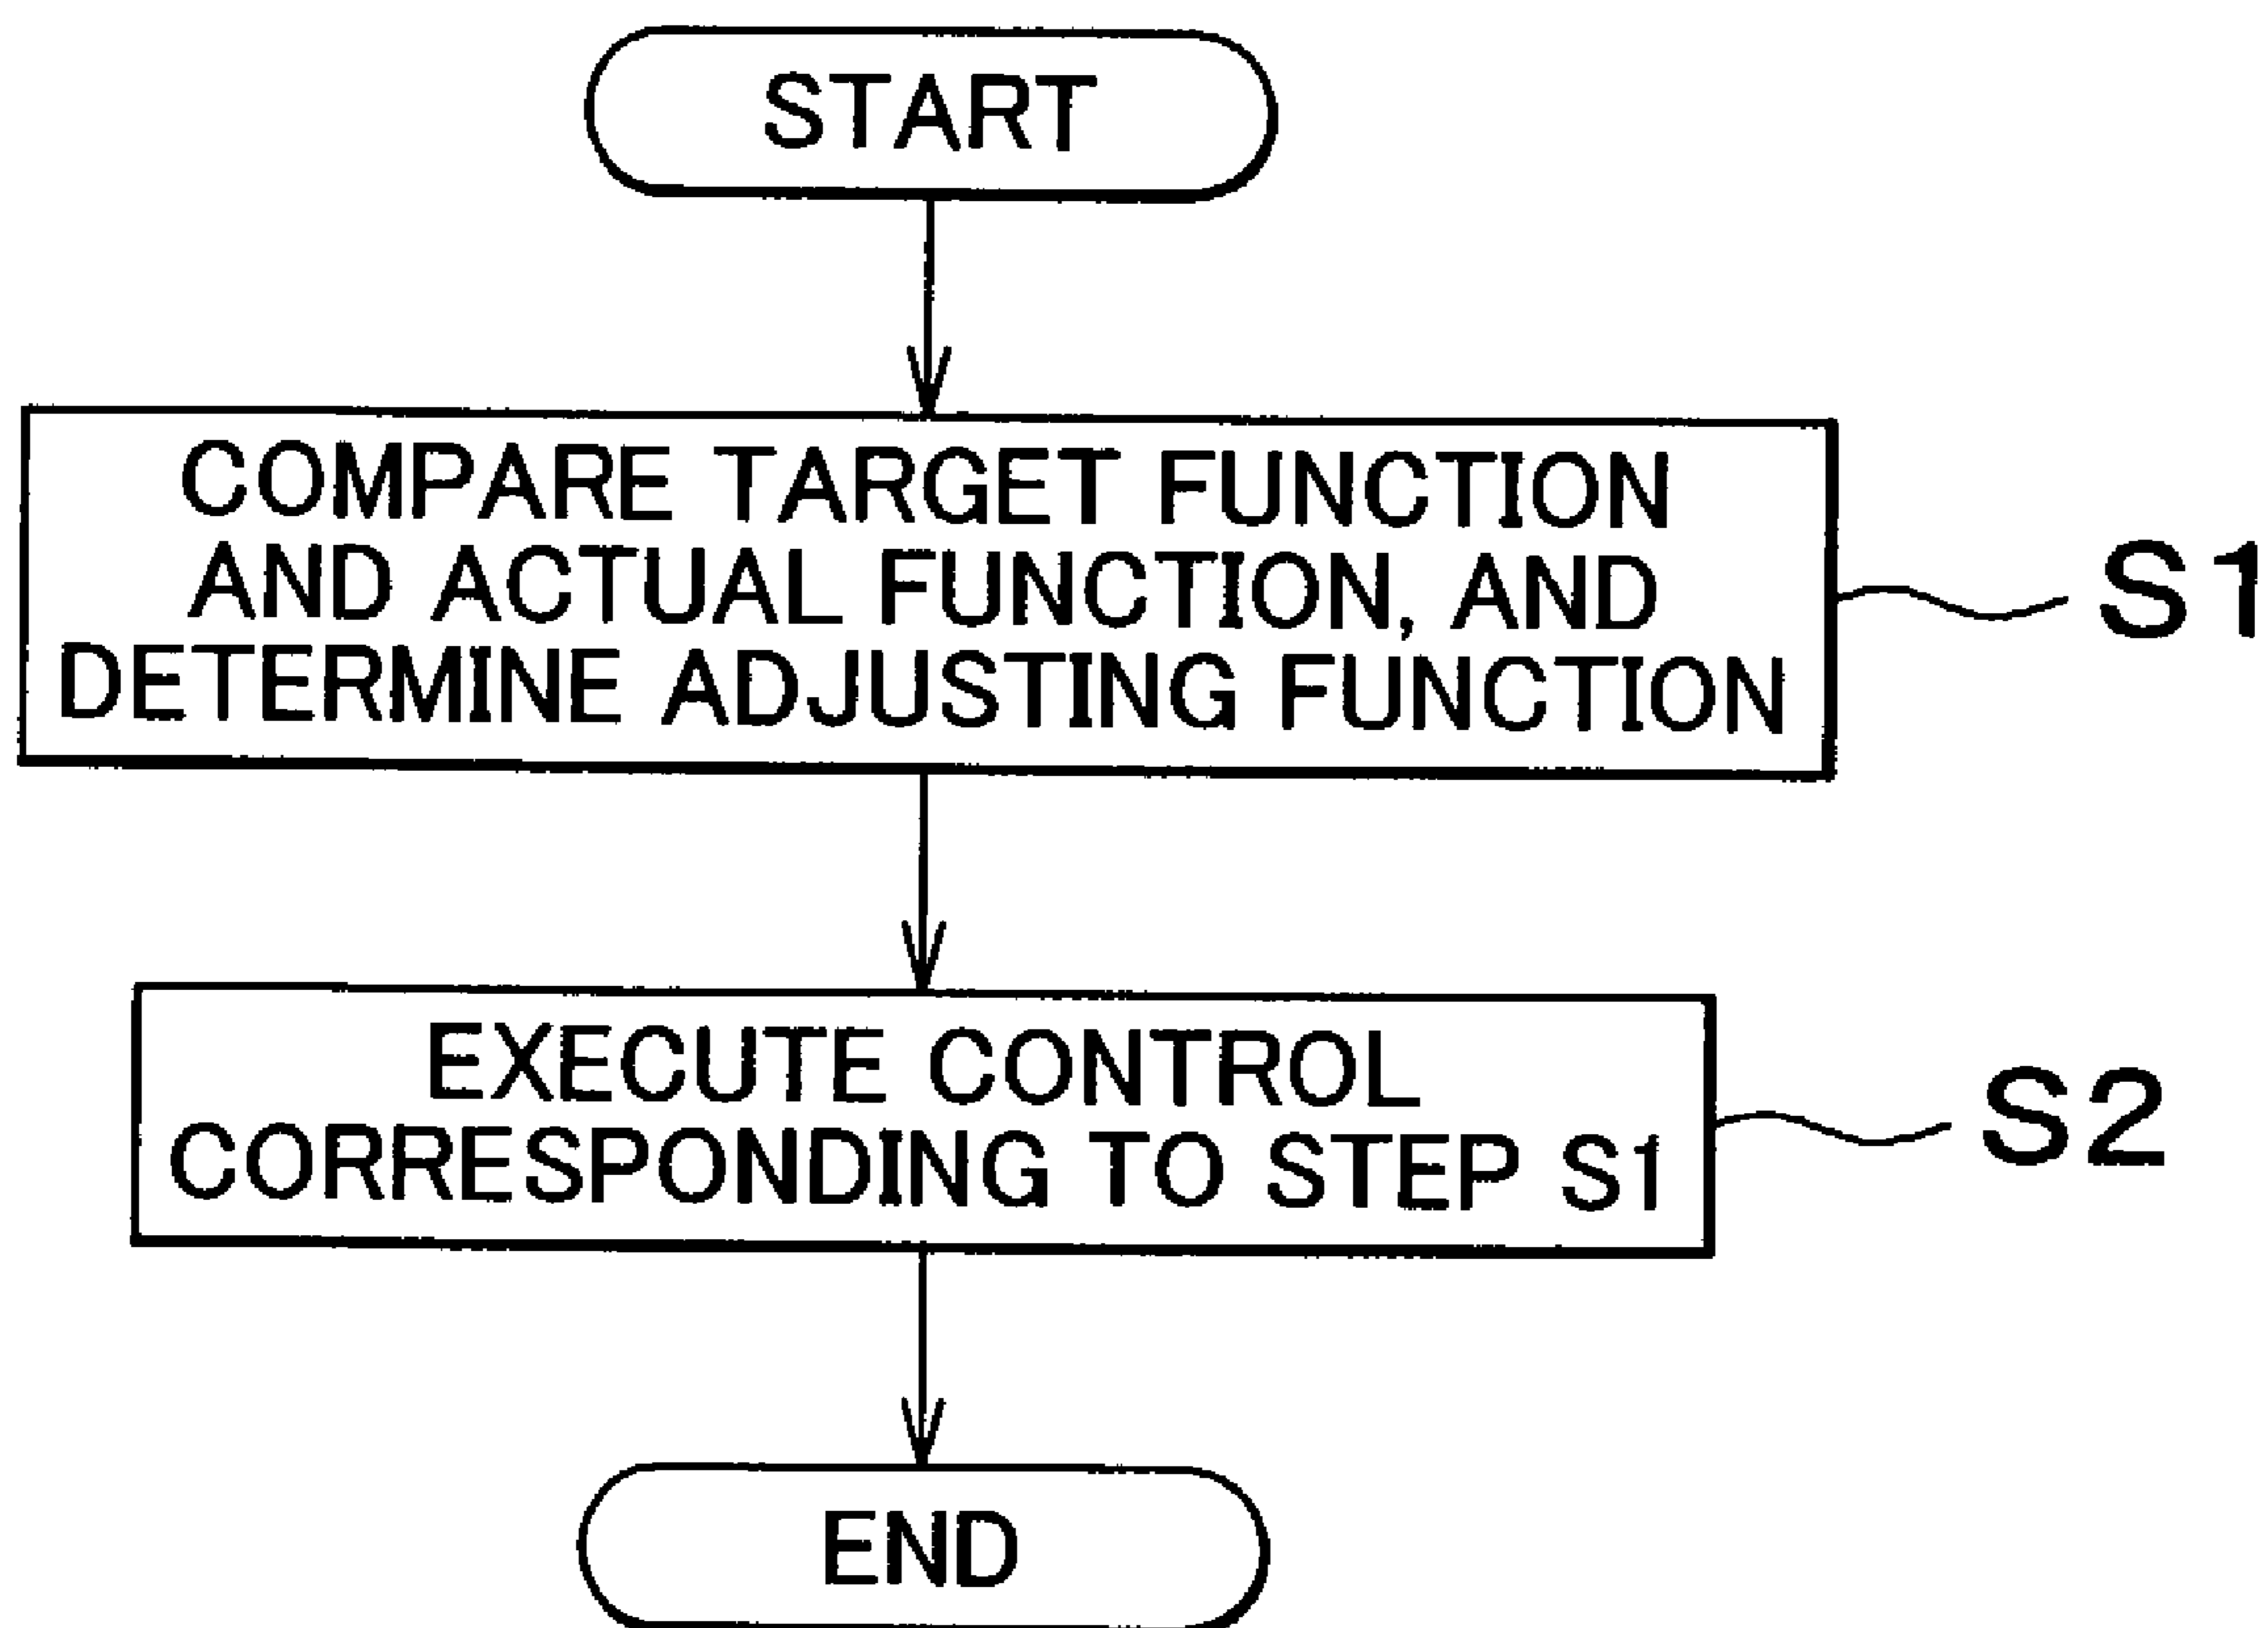 START
COMPARE TARGET FUNCTION
AND ACTUAL FUNCTION, AND
DETERMINE ADJUSTING FUNCTION
S1
EXECUTE CONTROL
CORRESPONDING TO STEP S1
S2
END